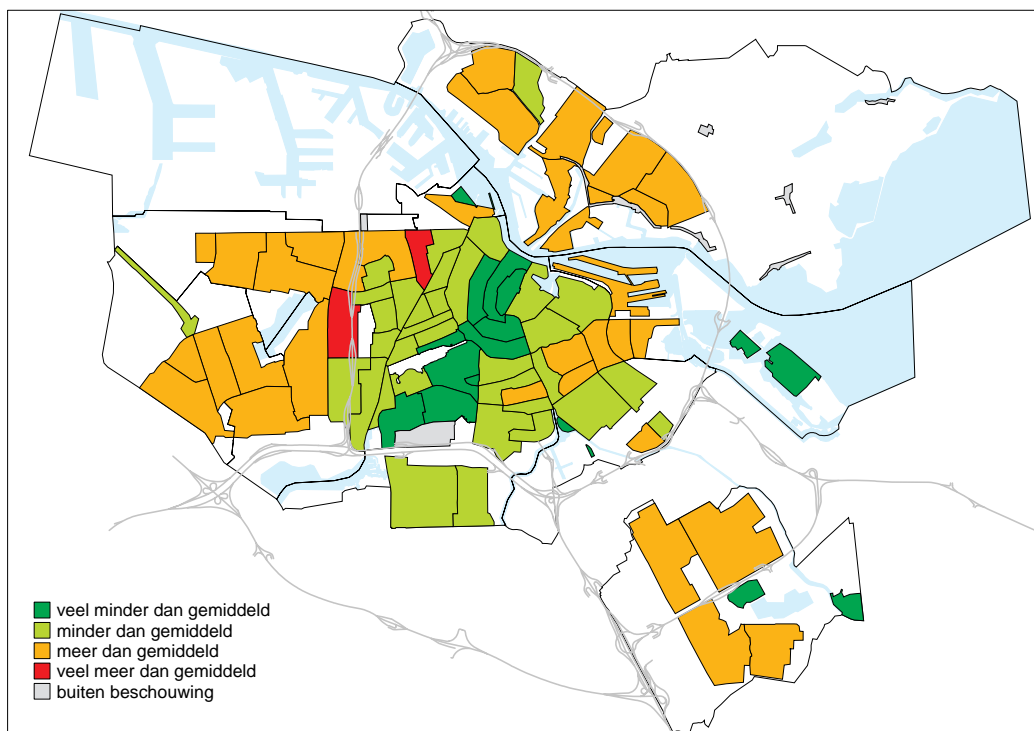 veel minder dan gemiddeld
minder dan gemiddeld
meer dan gemiddeld
veel meer dan gemiddeld
buiten beschouwing